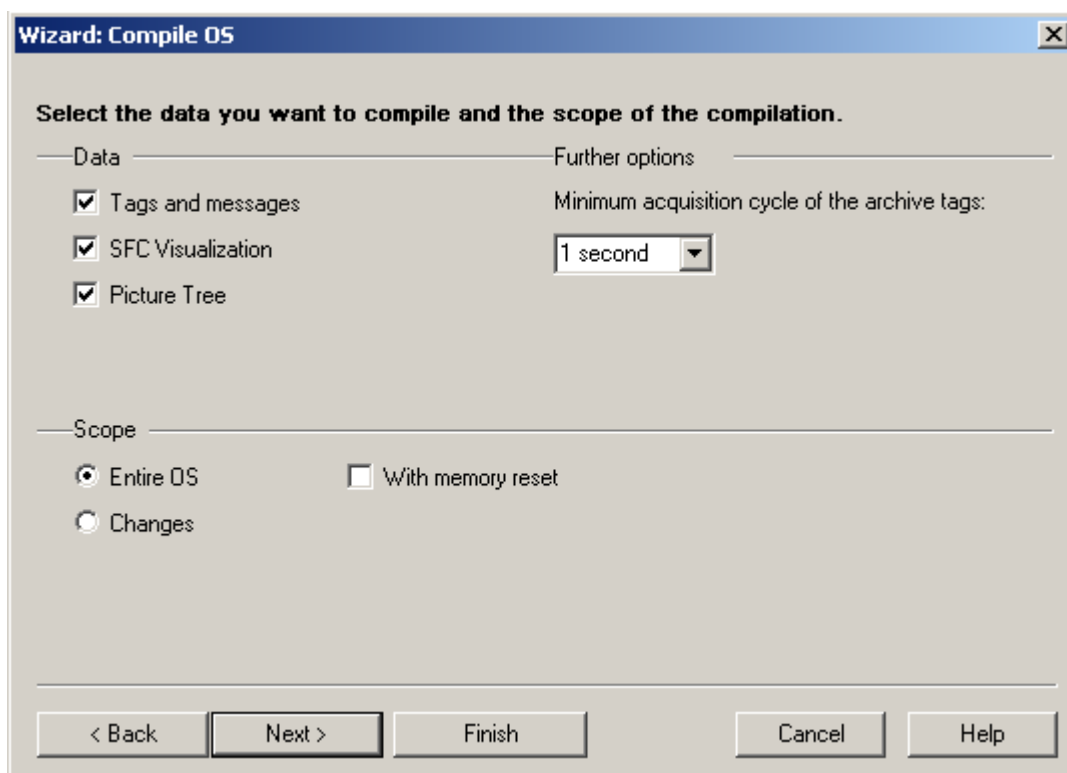 Wizard: Compile OS
Select the data you want to compile and the scope of the compilation.
Data
Further options
Tags and messages
Minimum acquisition cycle of the archive tags:
SFC Visualization
1 second
Picture Tree
Scope
Entire OS
With memory reset
Changes
< Back
Next >
Finish
Cancel
Help